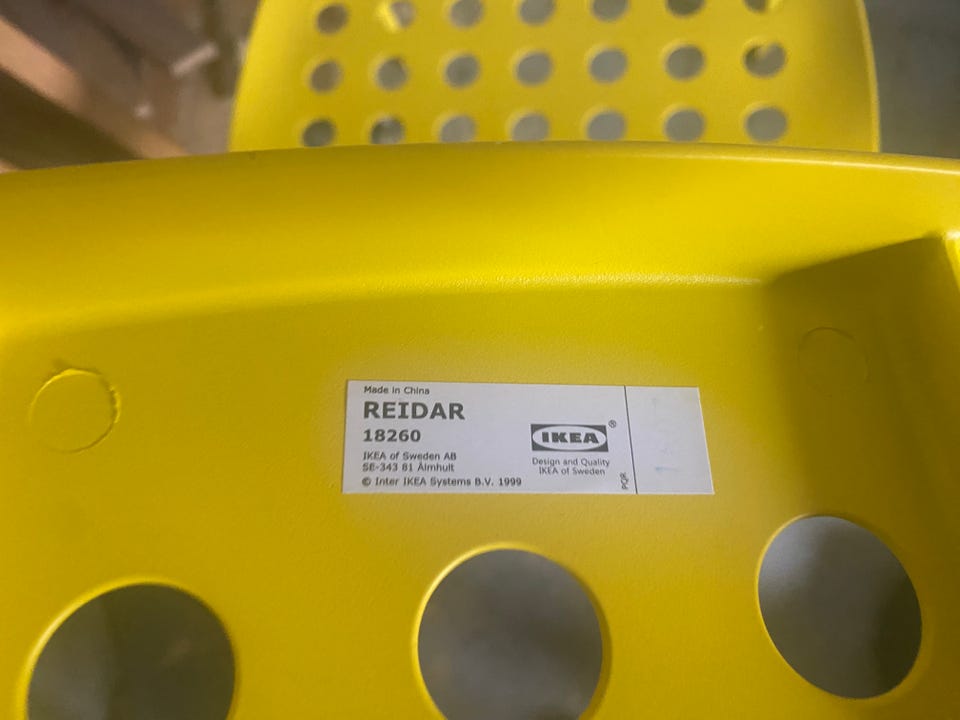 Made in China
REIDAR
18260
IKEA of Sweden AB
SE-343 81 Älmhult
© Inter IKEA Systems B.V. 1999
IKEA®
Design and Quality
IKEA of Sweden
PQR